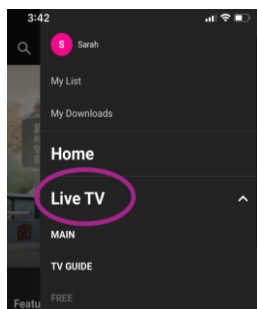 3:42
S Sarah
My List
My Downloads
Home
Live TV
MAIN
TV GUIDE
Featu FREE